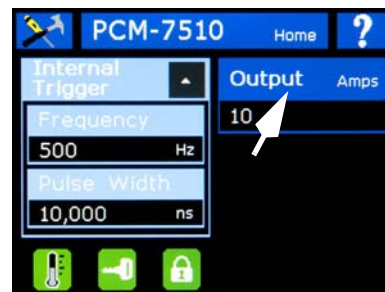 PCM-7510 Home ?
Internal
Trigger
Frequency
500 Hz
Pulse Width
10,000 ns
Output Amps
10